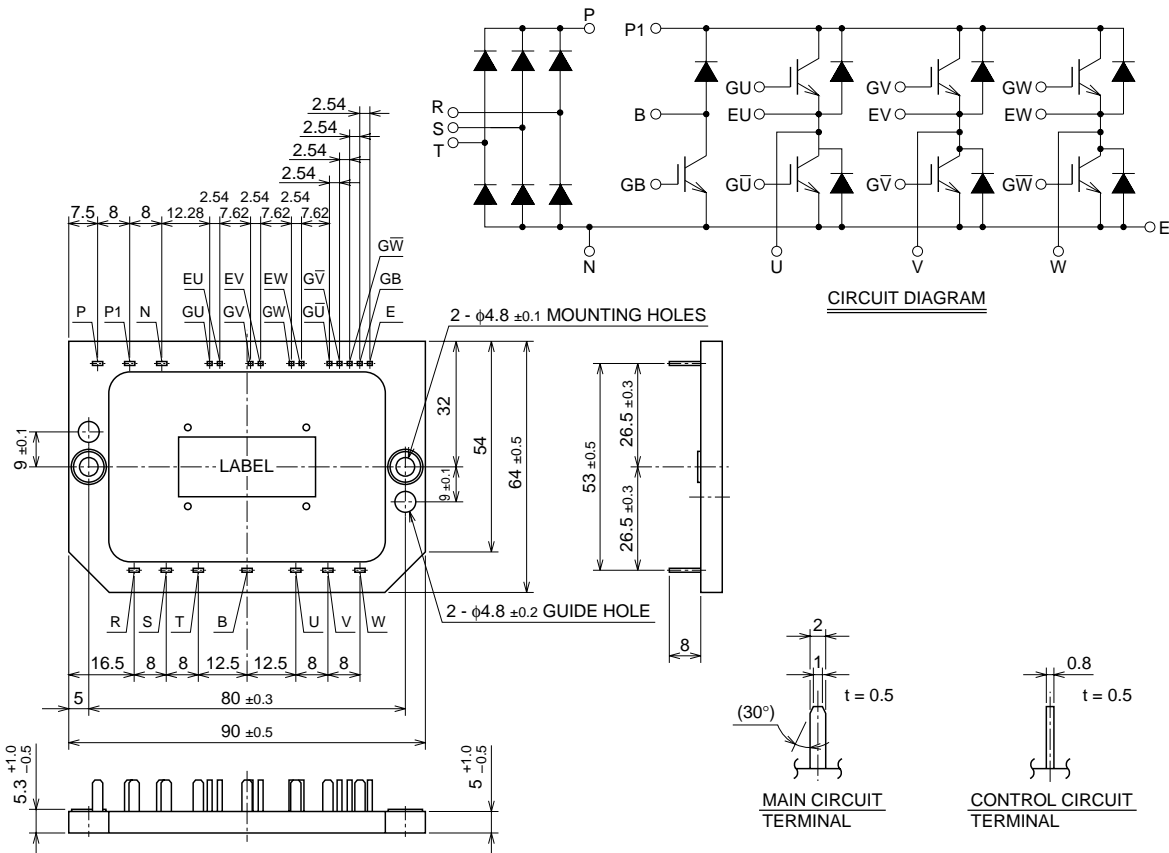 P
R
S
T
N
P1
B
GB
GU
EU
GU̅
GV
EV
GV̅
GW
EW
GW̅
U
V
W
E
CIRCUIT DIAGRAM
2.54
2.54
2.54
2.54
2.54 2.54 2.54
7.5 8 8 12.28 7.62 7.62 7.62
GW̅
EU EV EW GV̅ GB
P P1 N GU GV GW GU̅ E
2 - ϕ4.8 ±0.1 MOUNTING HOLES
9 ±0.1
LABEL
32
54
64 ±0.5
9 ±0.1
R S T B U V W
2 - ϕ4.8 ±0.2 GUIDE HOLE
16.5 8 8 12.5 12.5 8 8
5 80 ±0.3
90 ±0.5
53 ±0.5
26.5 ±0.3
26.5 ±0.3
8
5.3 +1.0 −0.5
5 +1.0 −0.5
2
1
t = 0.5
(30°)
MAIN CIRCUIT
TERMINAL
0.8
t = 0.5
CONTROL CIRCUIT
TERMINAL